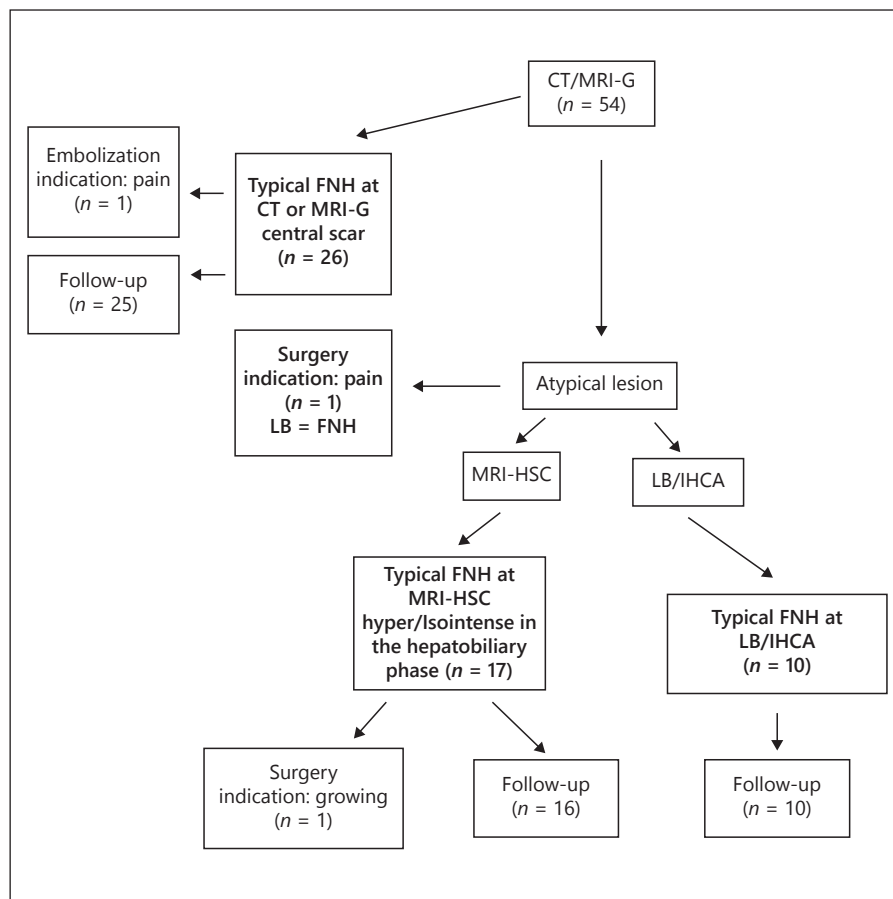 CT/MRI-G
(n = 54)
Embolization
indication: pain
(n = 1)
Typical FNH at
CT or MRI-G
central scar
(n = 26)
Follow-up
(n = 25)
Surgery
indication: pain
(n = 1)
LB = FNH
Atypical lesion
MRI-HSC
LB/IHCA
Typical FNH at
MRI-HSC
hyper/Isointense in
the hepatobiliary
phase (n = 17)
Typical FNH at
LB/IHCA
(n = 10)
Surgery
indication: growing
(n = 1)
Follow-up
(n = 16)
Follow-up
(n = 10)